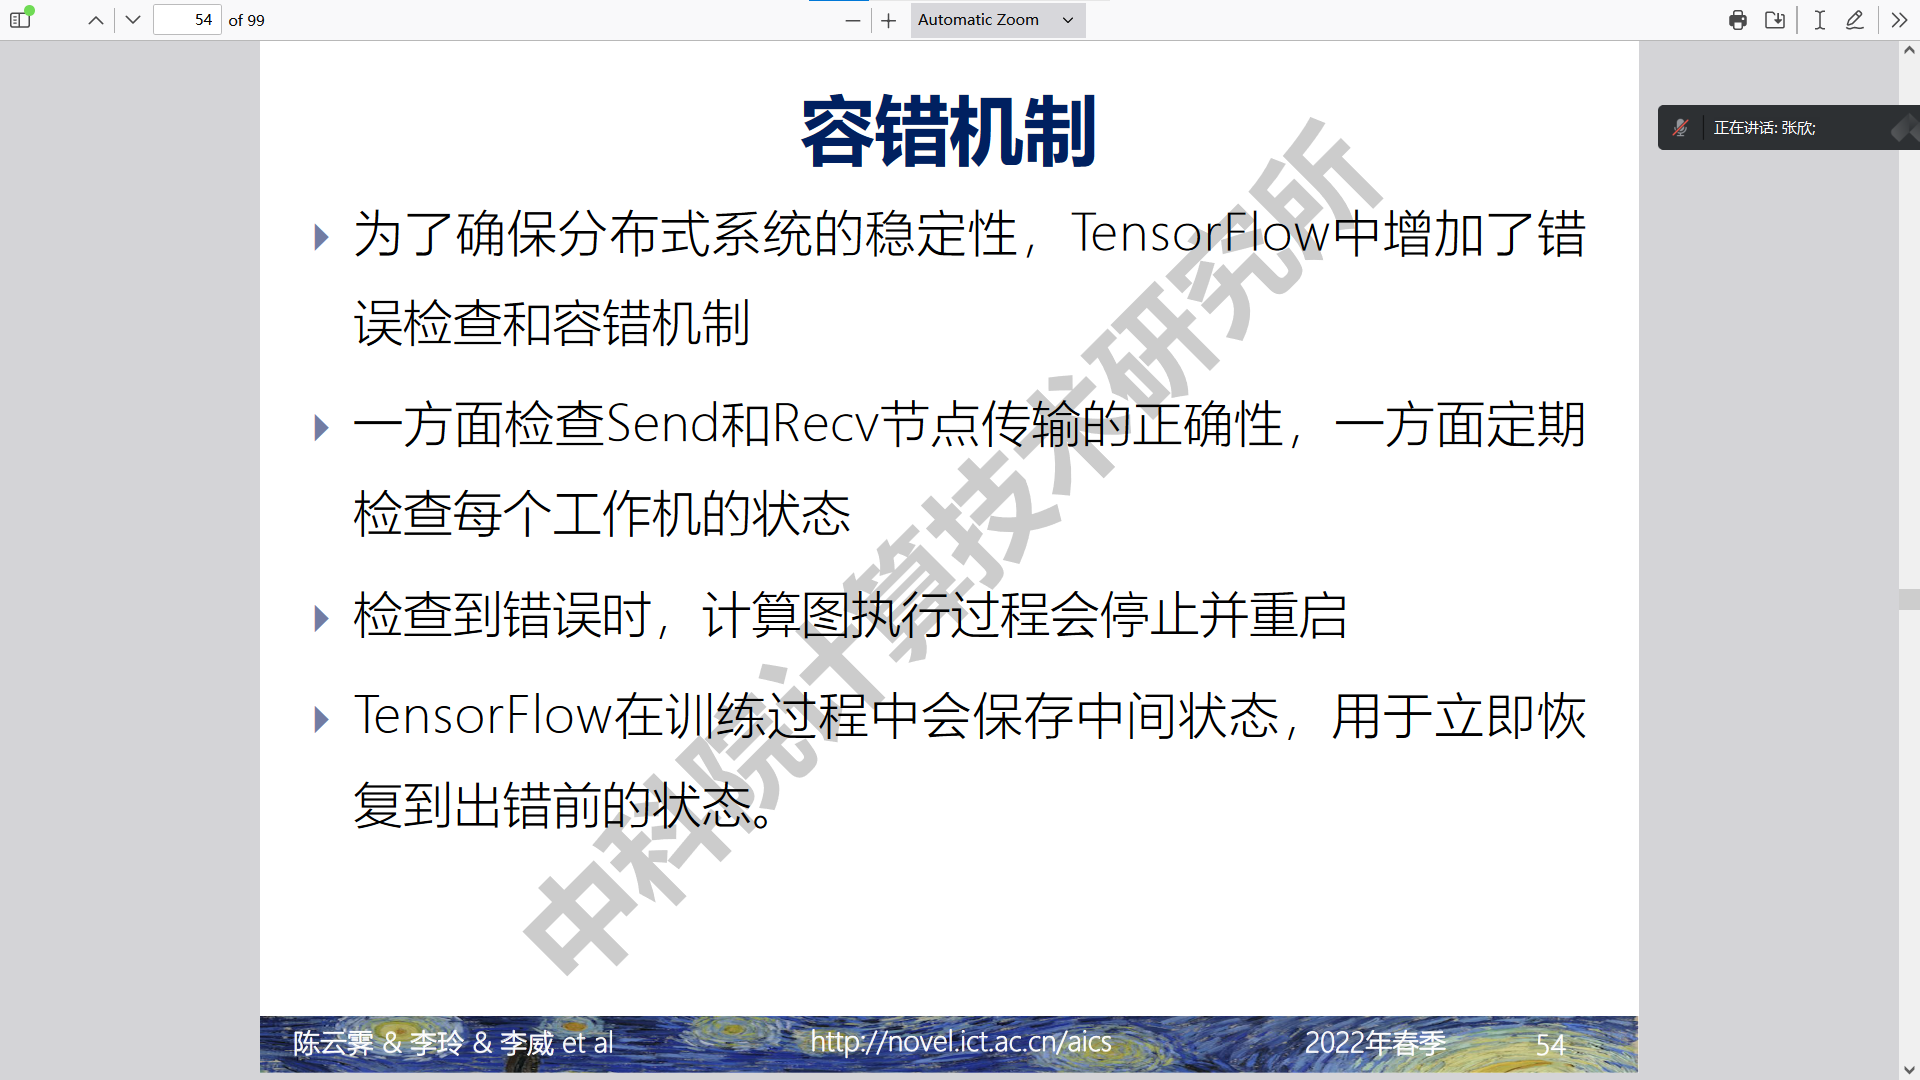 54 of 99
Automatic Zoom
正在讲话: 张欣;
容错机制
为了确保分布式系统的稳定性，TensorFlow中增加了错
误检查和容错机制
一方面检查Send和Recv节点传输的正确性，一方面定期
检查每个工作机的状态
检查到错误时，计算图执行过程会停止并重启
TensorFlow在训练过程中会保存中间状态，用于立即恢
复到出错前的状态。
中科院计算技术研究所
陈云霁 & 李玲 & 李威 et al
http://novel.ict.ac.cn/aics
2022年春季
54